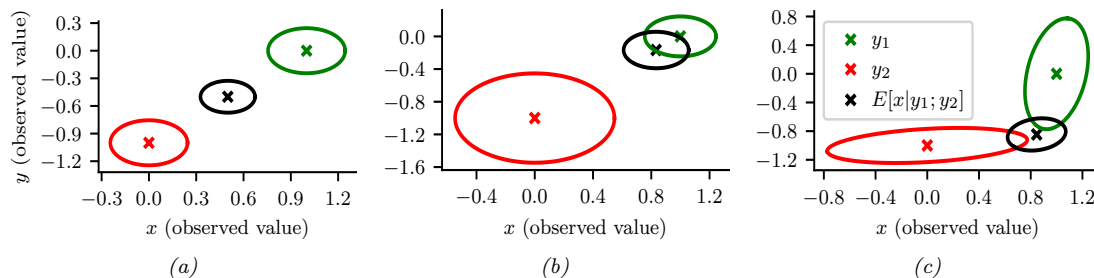 y (observed value)
0.3
0.0
−0.3
−0.6
−0.9
−1.2
−0.3 0.0 0.3 0.6 0.9 1.2
x (observed value)
(a)
0.0
−0.4
−0.8
−1.2
−1.6
−0.4 0.0 0.4 0.8 1.2
x (observed value)
(b)
0.8
0.4
0.0
−0.4
−0.8
−1.2
y₁
y₂
E[x|y₁; y₂]
−0.8 −0.4 0.0 0.4 0.8 1.2
x (observed value)
(c)